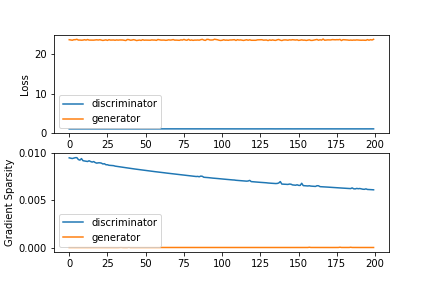 20
10
0
Loss
discriminator
generator
0 25 50 75 100 125 150 175 200
0.010
0.005
0.000
Gradient Sparsity
discriminator
generator
0 25 50 75 100 125 150 175 200